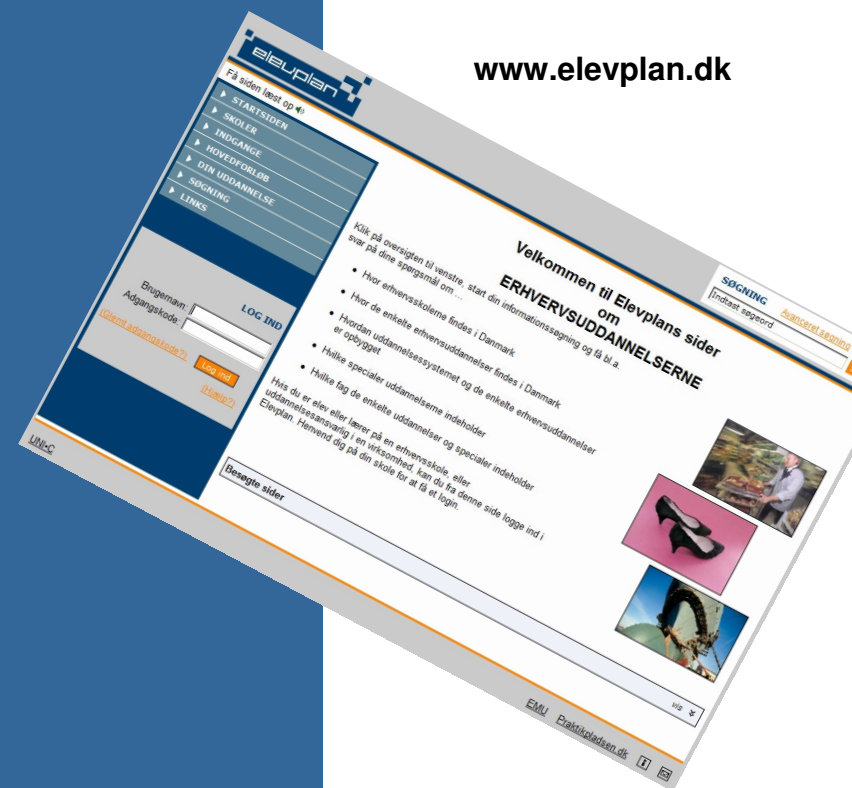 www.elevplan.dk
elevplan
Få siden læst op
STARTSIDEN
SKOLER
INDGANGE
HOVEDFORLØB
DIN UDDANNELSE
SØGNING
LINKS
LOG IND
Brugernavn:
Adgangskode:
(Glemt adgangskode?)
Log ind
(Hjælp?)
UNI•C
SØGNING
Avanceret søgning
Indtast søgeord
Velkommen til Elevplans sider
om
ERHVERVSUDDANNELSERNE
Klik på oversigten til venstre, start din informationssøgning og få bl.a.
svar på dine spørgsmål om ...
• Hvor erhvervsskolerne findes i Danmark
• Hvor de enkelte erhvervsuddannelser findes i Danmark
• Hvordan uddannelsessystemet og de enkelte erhvervsuddannelser
er opbygget
• Hvilke specialer uddannelserne indeholder
• Hvilke fag de enkelte uddannelser og specialer indeholder
Hvis du er elev eller lærer på en erhvervsskole, eller
uddannelsesansvarlig i en virksomhed, kan du fra denne side logge ind i
Elevplan. Henvend dig på din skole for at få et login.
Besøgte sider
vis
EMU
Praktikpladsen.dk